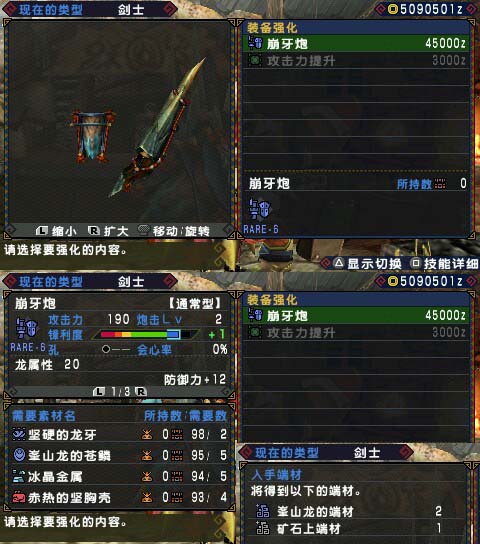 现在的类型 剑士
5090501z
装备强化
崩牙炮 45000z
攻击力提升 3000z
崩牙炮 所持数 0
RARE-6
L 缩小 R 扩大 移动/旋转
请选择要强化的内容。
△显示切换 □技能详细
现在的类型 剑士
5090501z
崩牙炮 【通常型】
攻击力 190 炮击Lv 2
锋利度 +1
RARE-6 孔 ○−− 会心率 0%
龙属性 20
防御力+12
L 1/3 R
需要素材名 所持数/需要数
坚硬的龙牙 0 98/ 2
峯山龙的苍鳞 0 95/ 5
冰晶金属 0 94/ 5
赤热的坚胸壳 0 93/ 4
请选择要强化的内容。
装备强化
崩牙炮 45000z
攻击力提升 3000z
现在的类型 剑士
入手端材
将得到以下的端材。
峯山龙的端材 2
矿石上端材 1